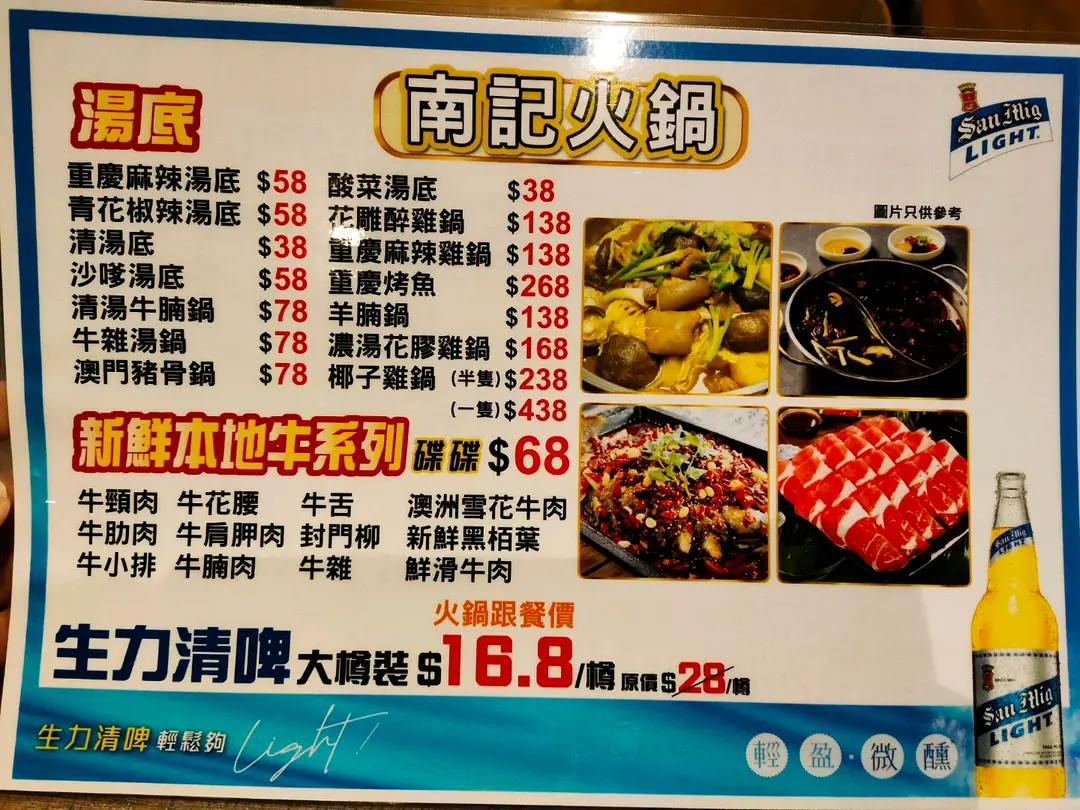 南記火鍋
San Mig
LIGHT.
湯底
重慶麻辣湯底 $58
青花椒辣湯底 $58
清湯底 $38
沙嗲湯底 $58
清湯牛腩鍋 $78
牛雜湯鍋 $78
澳門豬骨鍋 $78
酸菜湯底 $38
花雕醉雞鍋 $138
重慶麻辣雞鍋 $138
重慶烤魚 $268
羊腩鍋 $138
濃湯花膠雞鍋 $168
椰子雞鍋 (半隻) $238
(一隻) $438
圖片只供參考
新鮮本地牛系列 碟碟 $68
牛頸肉 牛花腰 牛舌 澳洲雪花牛肉
牛肋肉 牛肩胛肉 封門柳 新鮮黑栢葉
牛小排 牛腩肉 牛雜 鮮滑牛肉
火鍋跟餐價
生力清啤 大樽裝 $16.8/樽 原價$28/樽
生力清啤 輕鬆夠 Light!
輕盈·微醺
San Mig
San Mig
LIGHT